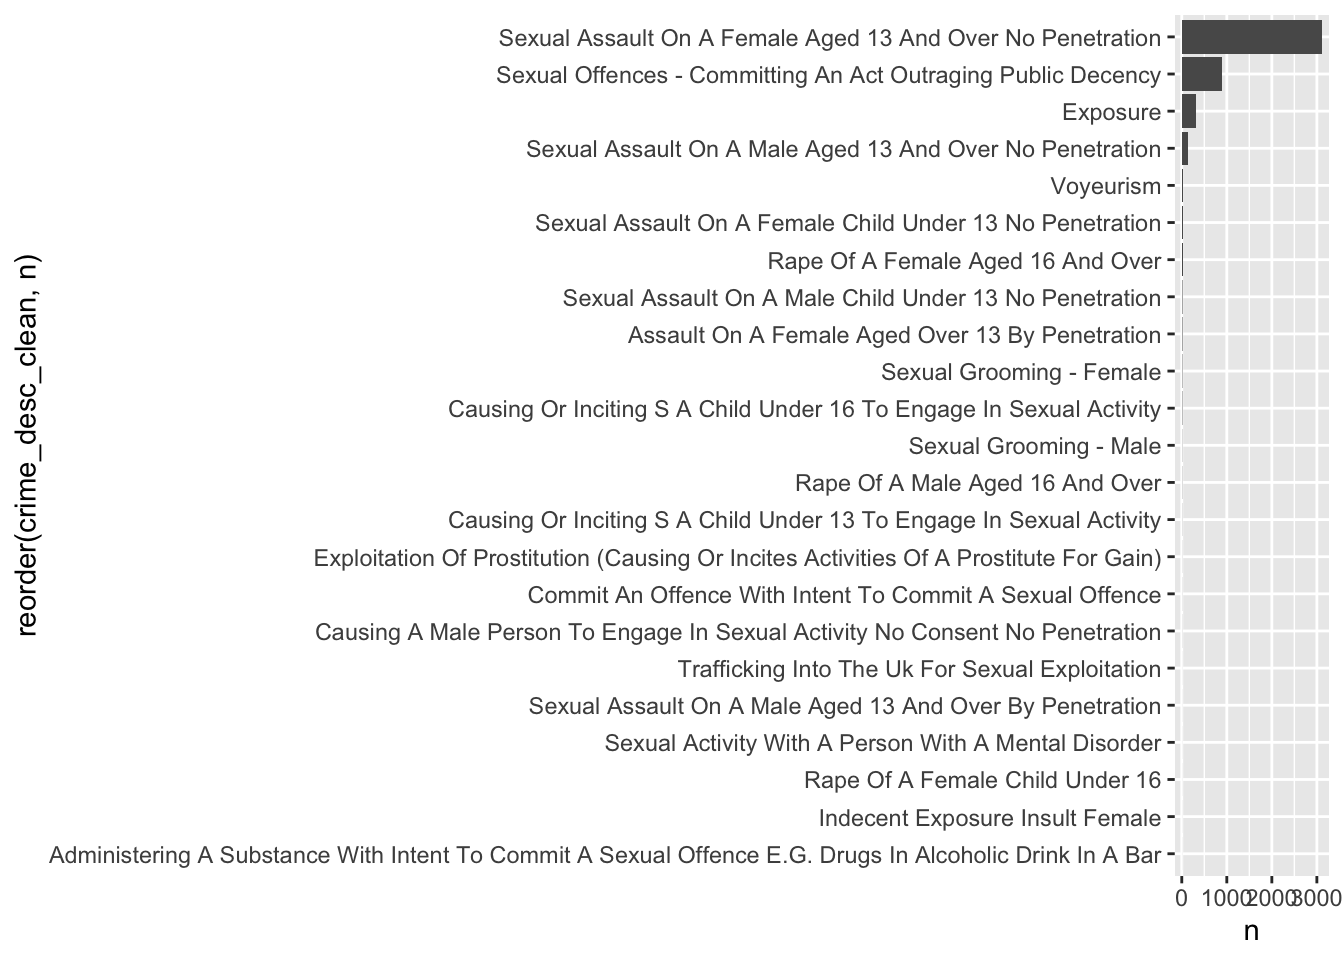 Sexual Assault On A Female Aged 13 And Over No Penetration
Sexual Offences - Committing An Act Outraging Public Decency
Exposure
Sexual Assault On A Male Aged 13 And Over No Penetration
Voyeurism
Sexual Assault On A Female Child Under 13 No Penetration
Rape Of A Female Aged 16 And Over
Sexual Assault On A Male Child Under 13 No Penetration
Assault On A Female Aged Over 13 By Penetration
Sexual Grooming - Female
Causing Or Inciting S A Child Under 16 To Engage In Sexual Activity
Sexual Grooming - Male
Rape Of A Male Aged 16 And Over
Causing Or Inciting S A Child Under 13 To Engage In Sexual Activity
Exploitation Of Prostitution (Causing Or Incites Activities Of A Prostitute For Gain)
Commit An Offence With Intent To Commit A Sexual Offence
Causing A Male Person To Engage In Sexual Activity No Consent No Penetration
Trafficking Into The Uk For Sexual Exploitation
Sexual Assault On A Male Aged 13 And Over By Penetration
Sexual Activity With A Person With A Mental Disorder
Rape Of A Female Child Under 16
Indecent Exposure Insult Female
Administering A Substance With Intent To Commit A Sexual Offence E.G. Drugs In Alcoholic Drink In A Bar
reorder(crime_desc_clean, n)
0 1000 2000 3000
n